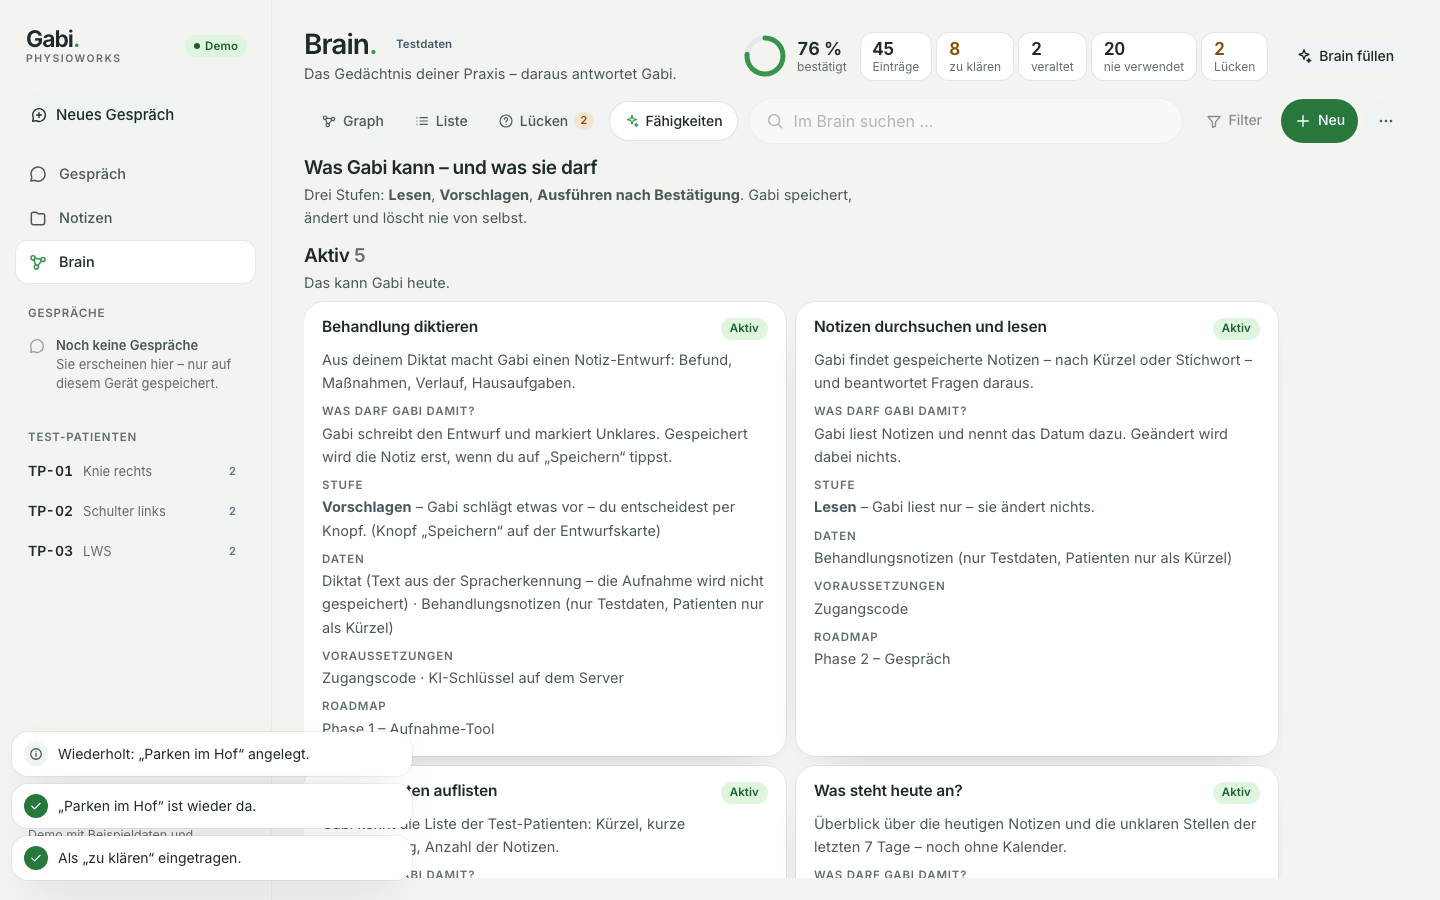 Gabi.
PHYSIOWORKS
Demo
Neues Gespräch
Gespräch
Notizen
Brain
GESPRÄCHE
Noch keine Gespräche
Sie erscheinen hier – nur auf
diesem Gerät gespeichert.
TEST-PATIENTEN
TP-01 Knie rechts 2
TP-02 Schulter links 2
TP-03 LWS 2
Demo mit Beispieldaten und
Wiederholt: „Parken im Hof“ angelegt.
„Parken im Hof“ ist wieder da.
Als „zu klären“ eingetragen.
Brain. Testdaten
Das Gedächtnis deiner Praxis – daraus antwortet Gabi.
76 % bestätigt
45 Einträge
8 zu klären
2 veraltet
20 nie verwendet
2 Lücken
Brain füllen
Graph
Liste
Lücken 2
Fähigkeiten
Im Brain suchen ...
Filter
Neu
Was Gabi kann – und was sie darf
Drei Stufen: Lesen, Vorschlagen, Ausführen nach Bestätigung. Gabi speichert,
ändert und löscht nie von selbst.
Aktiv 5
Das kann Gabi heute.
Behandlung diktieren Aktiv
Aus deinem Diktat macht Gabi einen Notiz-Entwurf: Befund,
Maßnahmen, Verlauf, Hausaufgaben.
WAS DARF GABI DAMIT?
Gabi schreibt den Entwurf und markiert Unklares. Gespeichert
wird die Notiz erst, wenn du auf „Speichern“ tippst.
STUFE
Vorschlagen – Gabi schlägt etwas vor – du entscheidest per
Knopf. (Knopf „Speichern“ auf der Entwurfskarte)
DATEN
Diktat (Text aus der Spracherkennung – die Aufnahme wird nicht
gespeichert) · Behandlungsnotizen (nur Testdaten, Patienten nur
als Kürzel)
VORAUSSETZUNGEN
Zugangscode · KI-Schlüssel auf dem Server
ROADMAP
Phase 1 – Aufnahme-Tool
Notizen durchsuchen und lesen Aktiv
Gabi findet gespeicherte Notizen – nach Kürzel oder Stichwort –
und beantwortet Fragen daraus.
WAS DARF GABI DAMIT?
Gabi liest Notizen und nennt das Datum dazu. Geändert wird
dabei nichts.
STUFE
Lesen – Gabi liest nur – sie ändert nichts.
DATEN
Behandlungsnotizen (nur Testdaten, Patienten nur als Kürzel)
VORAUSSETZUNGEN
Zugangscode
ROADMAP
Phase 2 – Gespräch
ten auflisten Aktiv
die Liste der Test-Patienten: Kürzel, kurze
g, Anzahl der Notizen.
BI DAMIT?
Was steht heute an? Aktiv
Überblick über die heutigen Notizen und die unklaren Stellen der
letzten 7 Tage – noch ohne Kalender.
WAS DARF GABI DAMIT?